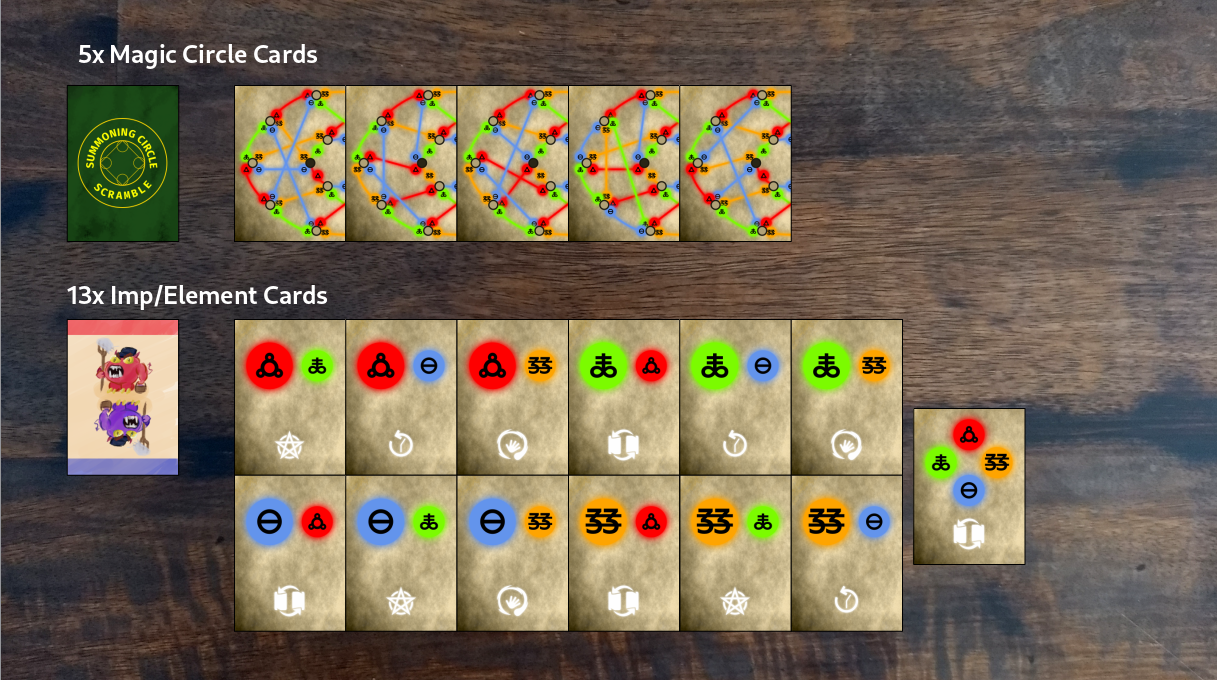 5x Magic Circle Cards
SUMMONING CIRCLE
SCRAMBLE
13x Imp/Element Cards